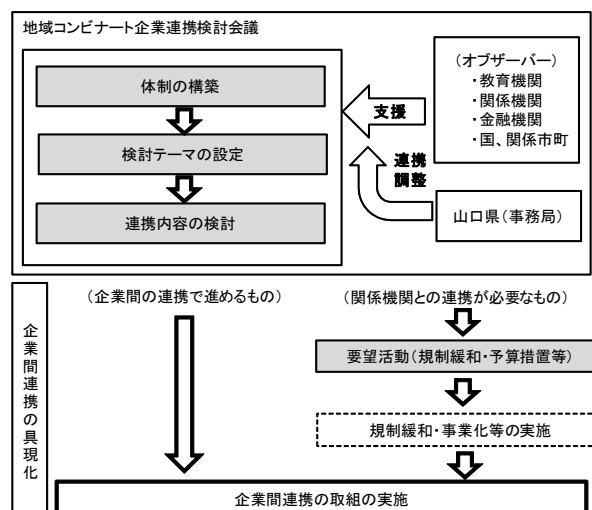 地域コンビナート企業連携検討会議
体制の構築
検討テーマの設定
連携内容の検討
(オブザーバー)
・教育機関
・関係機関
・金融機関
・国、関係市町
支援
連携
調整
山口県(事務局)
企業間連携の具現化
(企業間の連携で進めるもの)
(関係機関との連携が必要なもの)
要望活動(規制緩和・予算措置等)
規制緩和・事業化等の実施
企業間連携の取組の実施